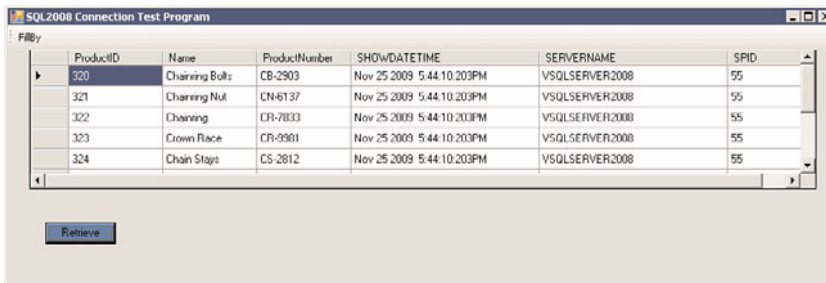 SQL2008 Connection Test Program
FillBy
ProductID Name ProductNumber SHOWDATETIME SERVERNAME SPID
320 Chainring Bolts CB-2903 Nov 25 2009 5:44:10:203PM VSQLSERVER2008 55
321 Chainring Nut CN-6137 Nov 25 2009 5:44:10:203PM VSQLSERVER2008 55
322 Chainring CR-7833 Nov 25 2009 5:44:10:203PM VSQLSERVER2008 55
323 Crown Race CR-9981 Nov 25 2009 5:44:10:203PM VSQLSERVER2008 55
324 Chain Stays CS-2812 Nov 25 2009 5:44:10:203PM VSQLSERVER2008 55
Retrieve